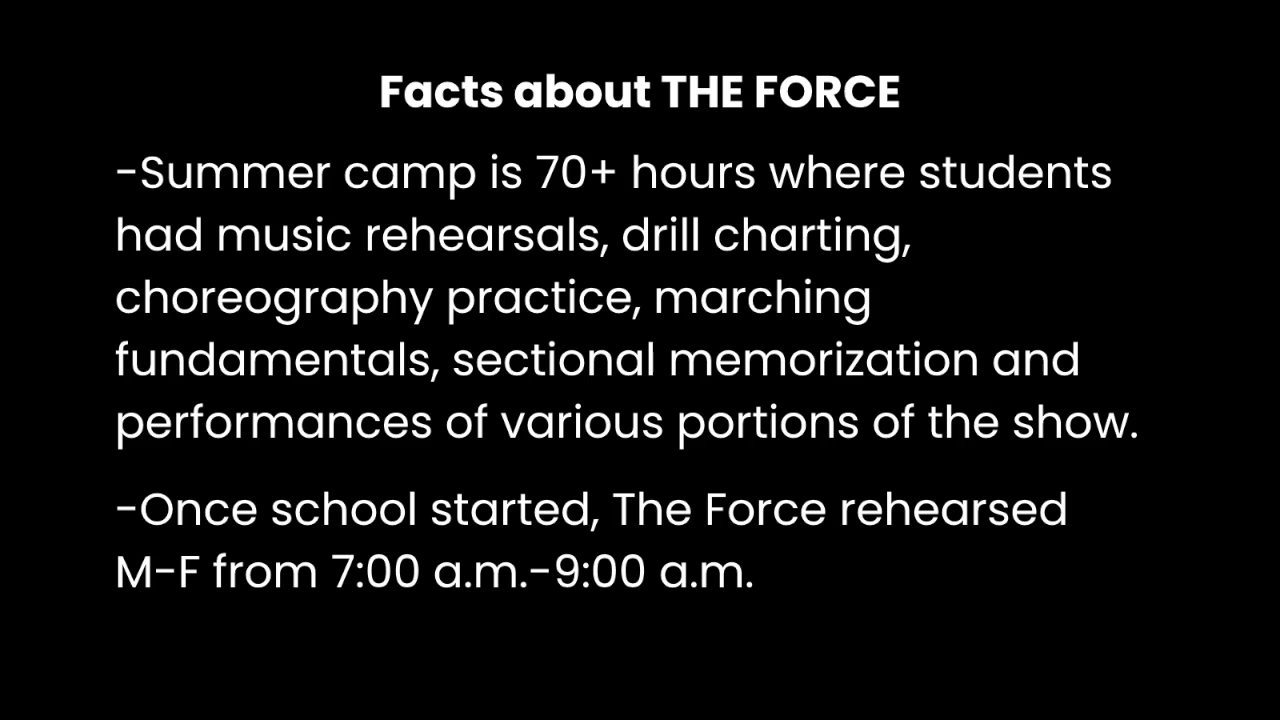 Facts about THE FORCE
-Summer camp is 70+ hours where students
had music rehearsals, drill charting,
choreography practice, marching
fundamentals, sectional memorization and
performances of various portions of the show.
-Once school started, The Force rehearsed
M-F from 7:00 a.m.-9:00 a.m.